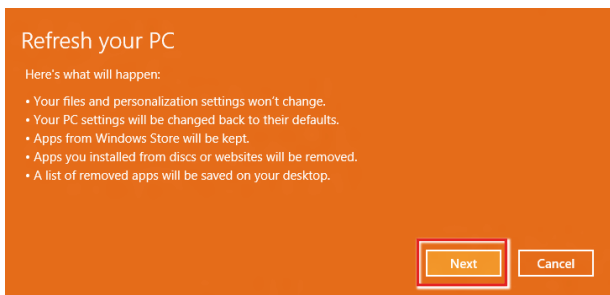 Refresh your PC
Here's what will happen:
• Your files and personalization settings won't change.
• Your PC settings will be changed back to their defaults.
• Apps from Windows Store will be kept.
• Apps you installed from discs or websites will be removed.
• A list of removed apps will be saved on your desktop.
Next Cancel